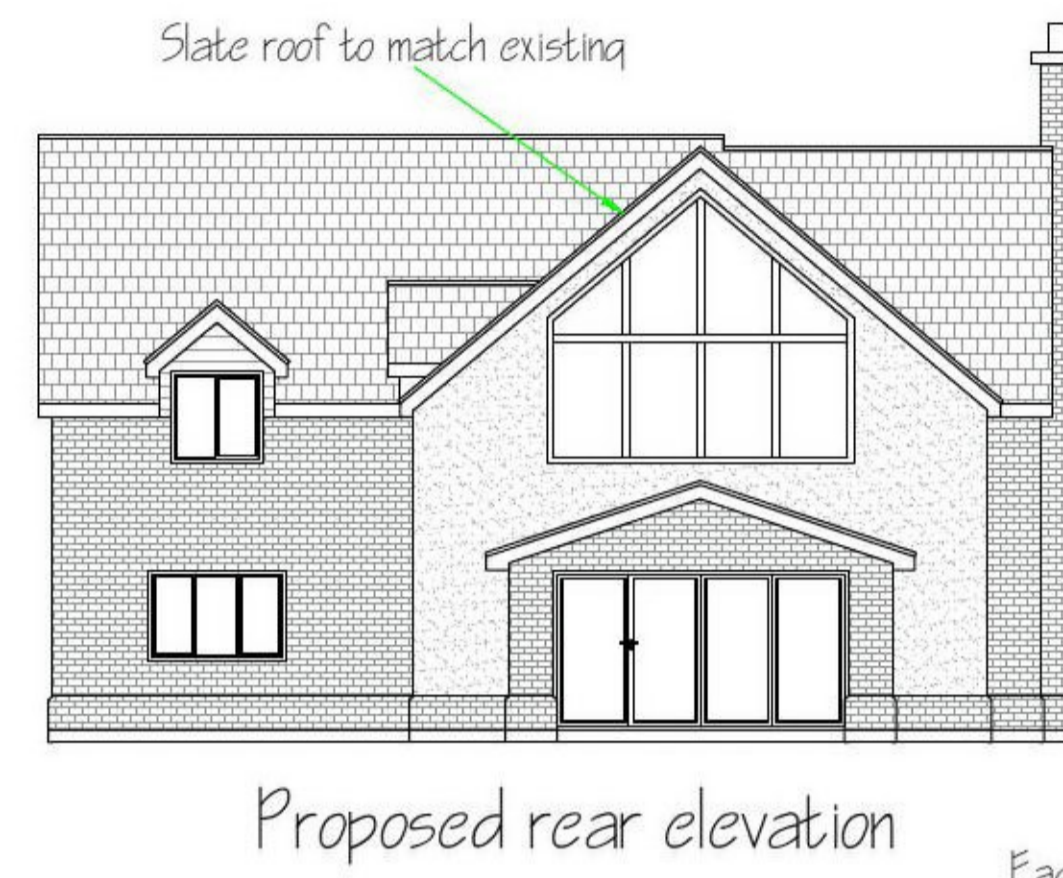 Slate roof to match existing
Proposed rear elevation